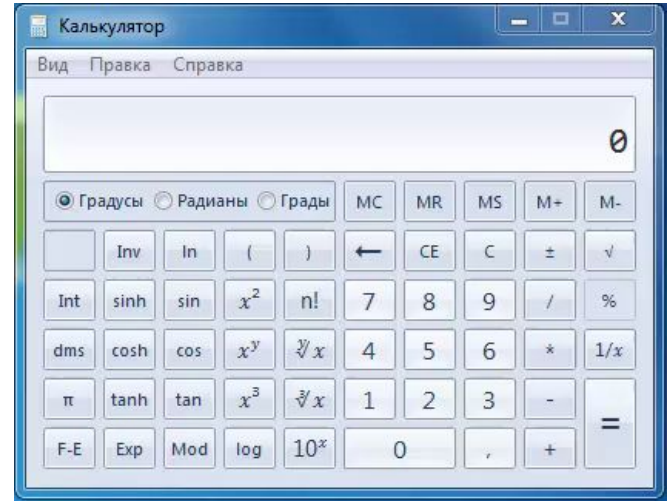 Калькулятор
Вид Правка Справка
0
Градусы Радианы Грады MC MR MS M+ M-
Inv ln ( ) ← CE C ± √
Int sinh sin x² n! 7 8 9 / %
dms cosh cos xʸ ʸ√x 4 5 6 * 1/x
π tanh tan x³ ³√x 1 2 3 - =
F-E Exp Mod log 10ˣ 0 , +